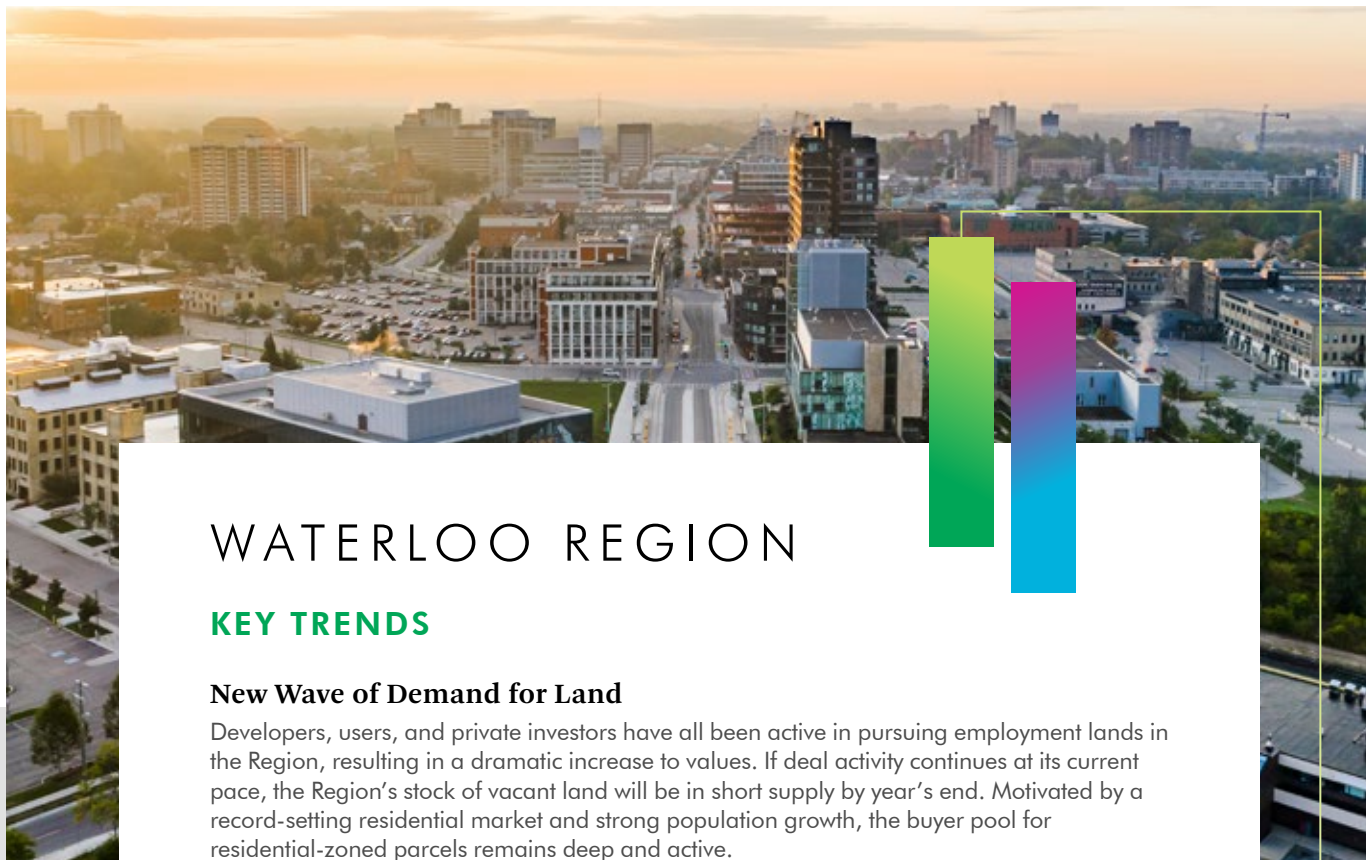 WATERLOO REGION
KEY TRENDS
New Wave of Demand for Land
Developers, users, and private investors have all been active in pursuing employment lands in
the Region, resulting in a dramatic increase to values. If deal activity continues at its current
pace, the Region’s stock of vacant land will be in short supply by year’s end. Motivated by a
record-setting residential market and strong population growth, the buyer pool for
residential-zoned parcels remains deep and active.